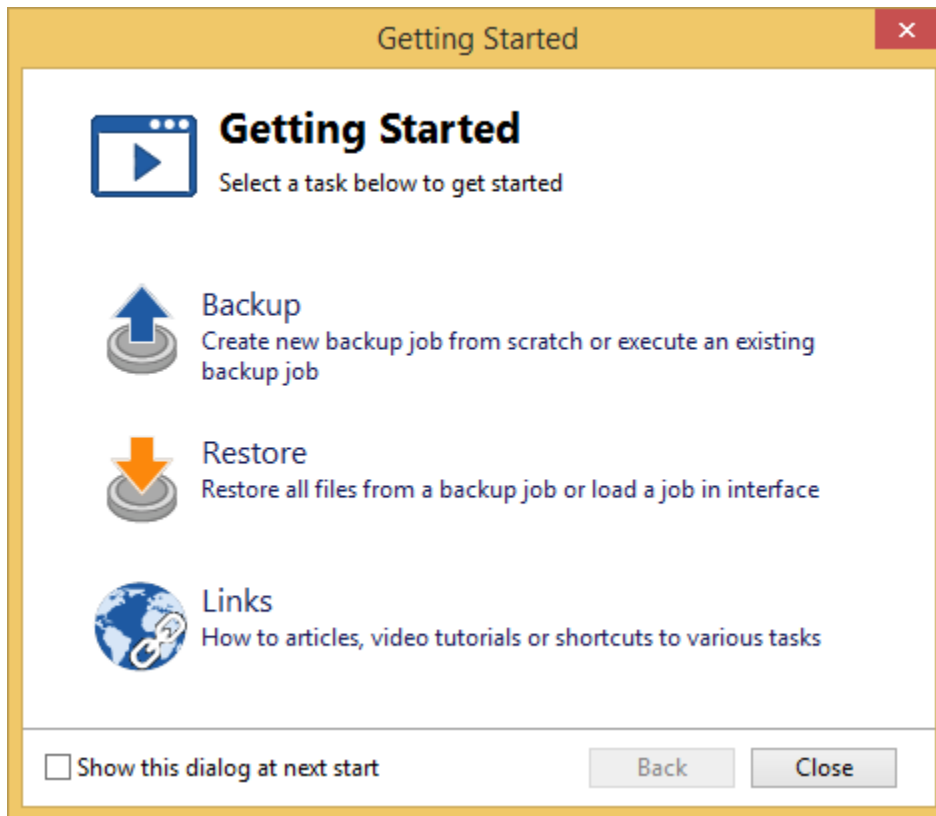 Getting Started
Getting Started
Select a task below to get started
Backup
Create new backup job from scratch or execute an existing
backup job
Restore
Restore all files from a backup job or load a job in interface
Links
How to articles, video tutorials or shortcuts to various tasks
Show this dialog at next start
Back
Close